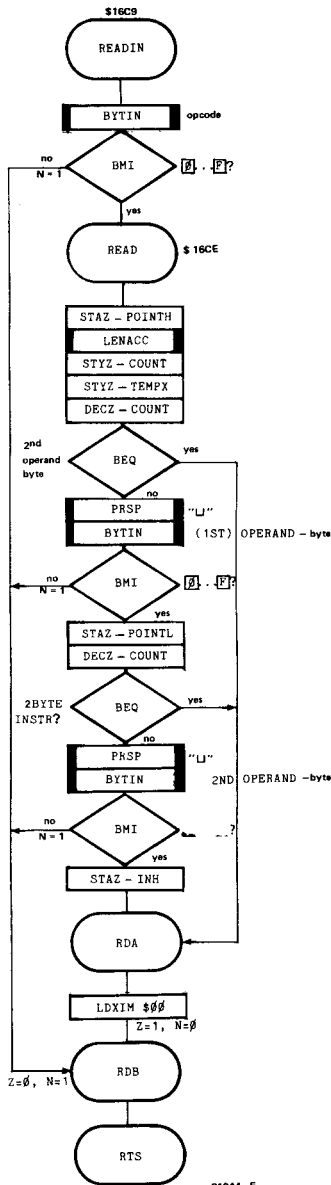 $16C9
READIN
BYTIN opcode
no
N = 1
BMI
Ø...F?
yes
READ
$ 16CE
STAZ – POINTH
LENACC
STYZ – COUNT
STYZ – TEMPX
DECZ – COUNT
2nd
operand
byte
BEQ
yes
no
PRSP
"⊔"
BYTIN
(1ST) OPERAND – byte
no
N = 1
BMI
Ø...F?
yes
STAZ – POINTL
DECZ – COUNT
2BYTE
INSTR?
BEQ
yes
no
PRSP
"⊔"
BYTIN
2ND OPERAND – byte
no
N = 1
BMI
?
yes
STAZ – INH
RDA
LDXIM $ØØ
Z=1, N=Ø
Z=Ø, N=1
RDB
RTS